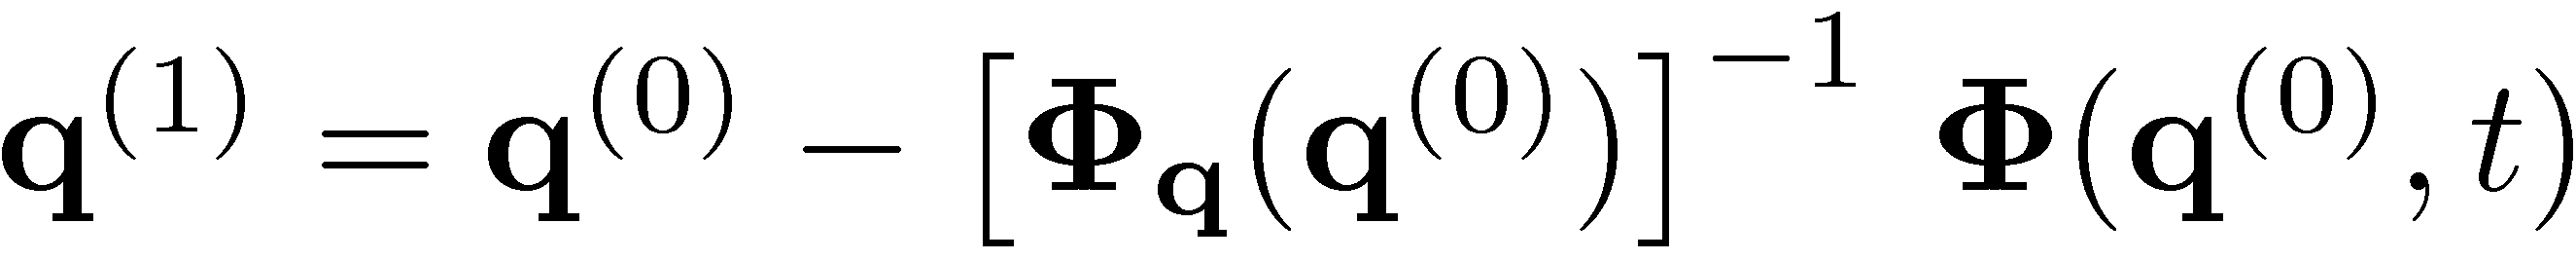 𝐪⁽¹⁾ = 𝐪⁽⁰⁾ − [𝚽_𝐪(𝐪⁽⁰⁾)]⁻¹ 𝚽(𝐪⁽⁰⁾, t)